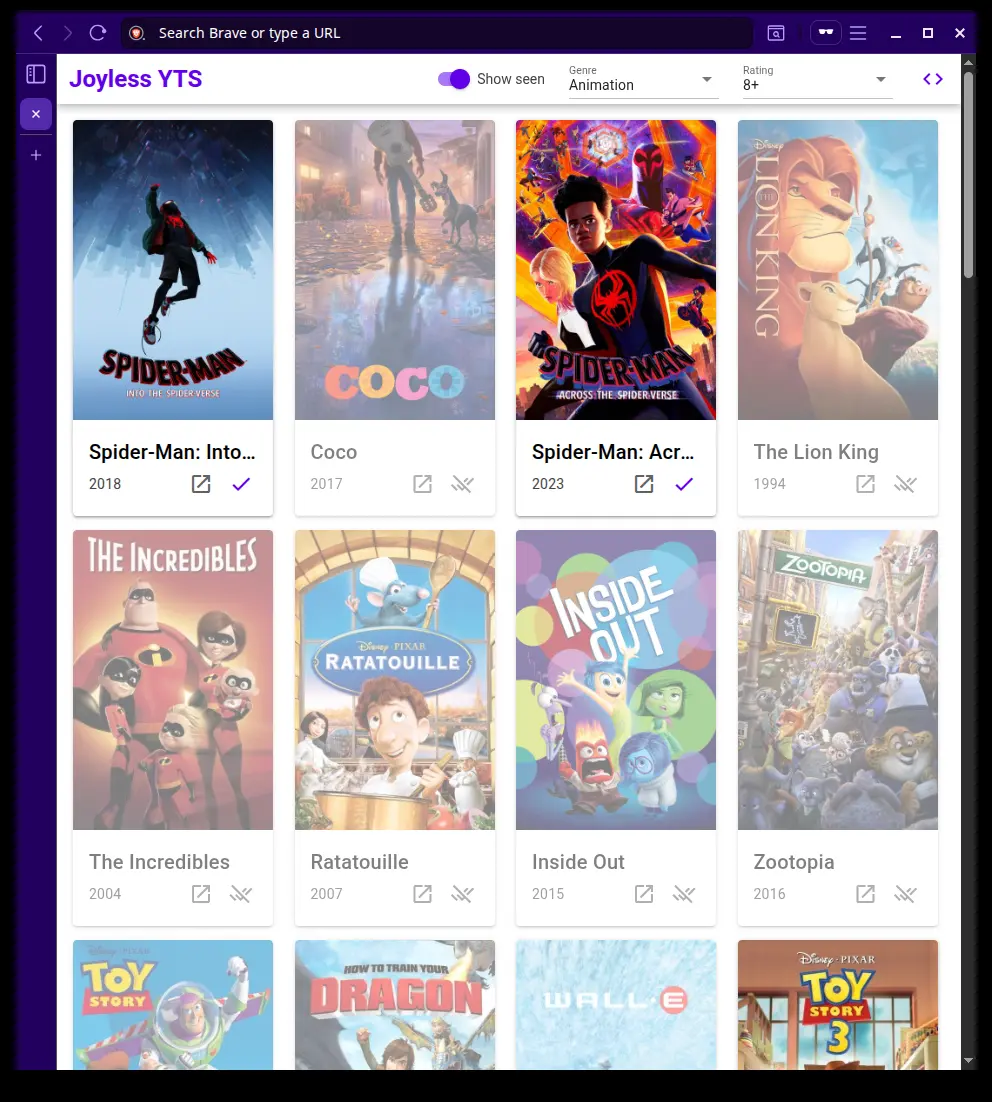 Search Brave or type a URL
Joyless YTS
Show seen
Genre
Animation
Rating
8+
SPIDER-MAN
INTO THE SPIDER-VERSE
COCO
SPIDER-MAN
ACROSS THE SPIDER-VERSE
Disney
THE LION KING
Spider-Man: Into...
2018
Coco
2017
Spider-Man: Acr...
2023
The Lion King
1994
THE INCREDIBLES
Disney · PIXAR
RATATOUILLE
INSIDE
OUT
ZOOTOPIA
The Incredibles
2004
Ratatouille
2007
Inside Out
2015
Zootopia
2016
Disney · PIXAR
TOY
STORY
HOW TO TRAIN YOUR
DRAGON
WALL·E
Disney · PIXAR
TOY
STORY
3